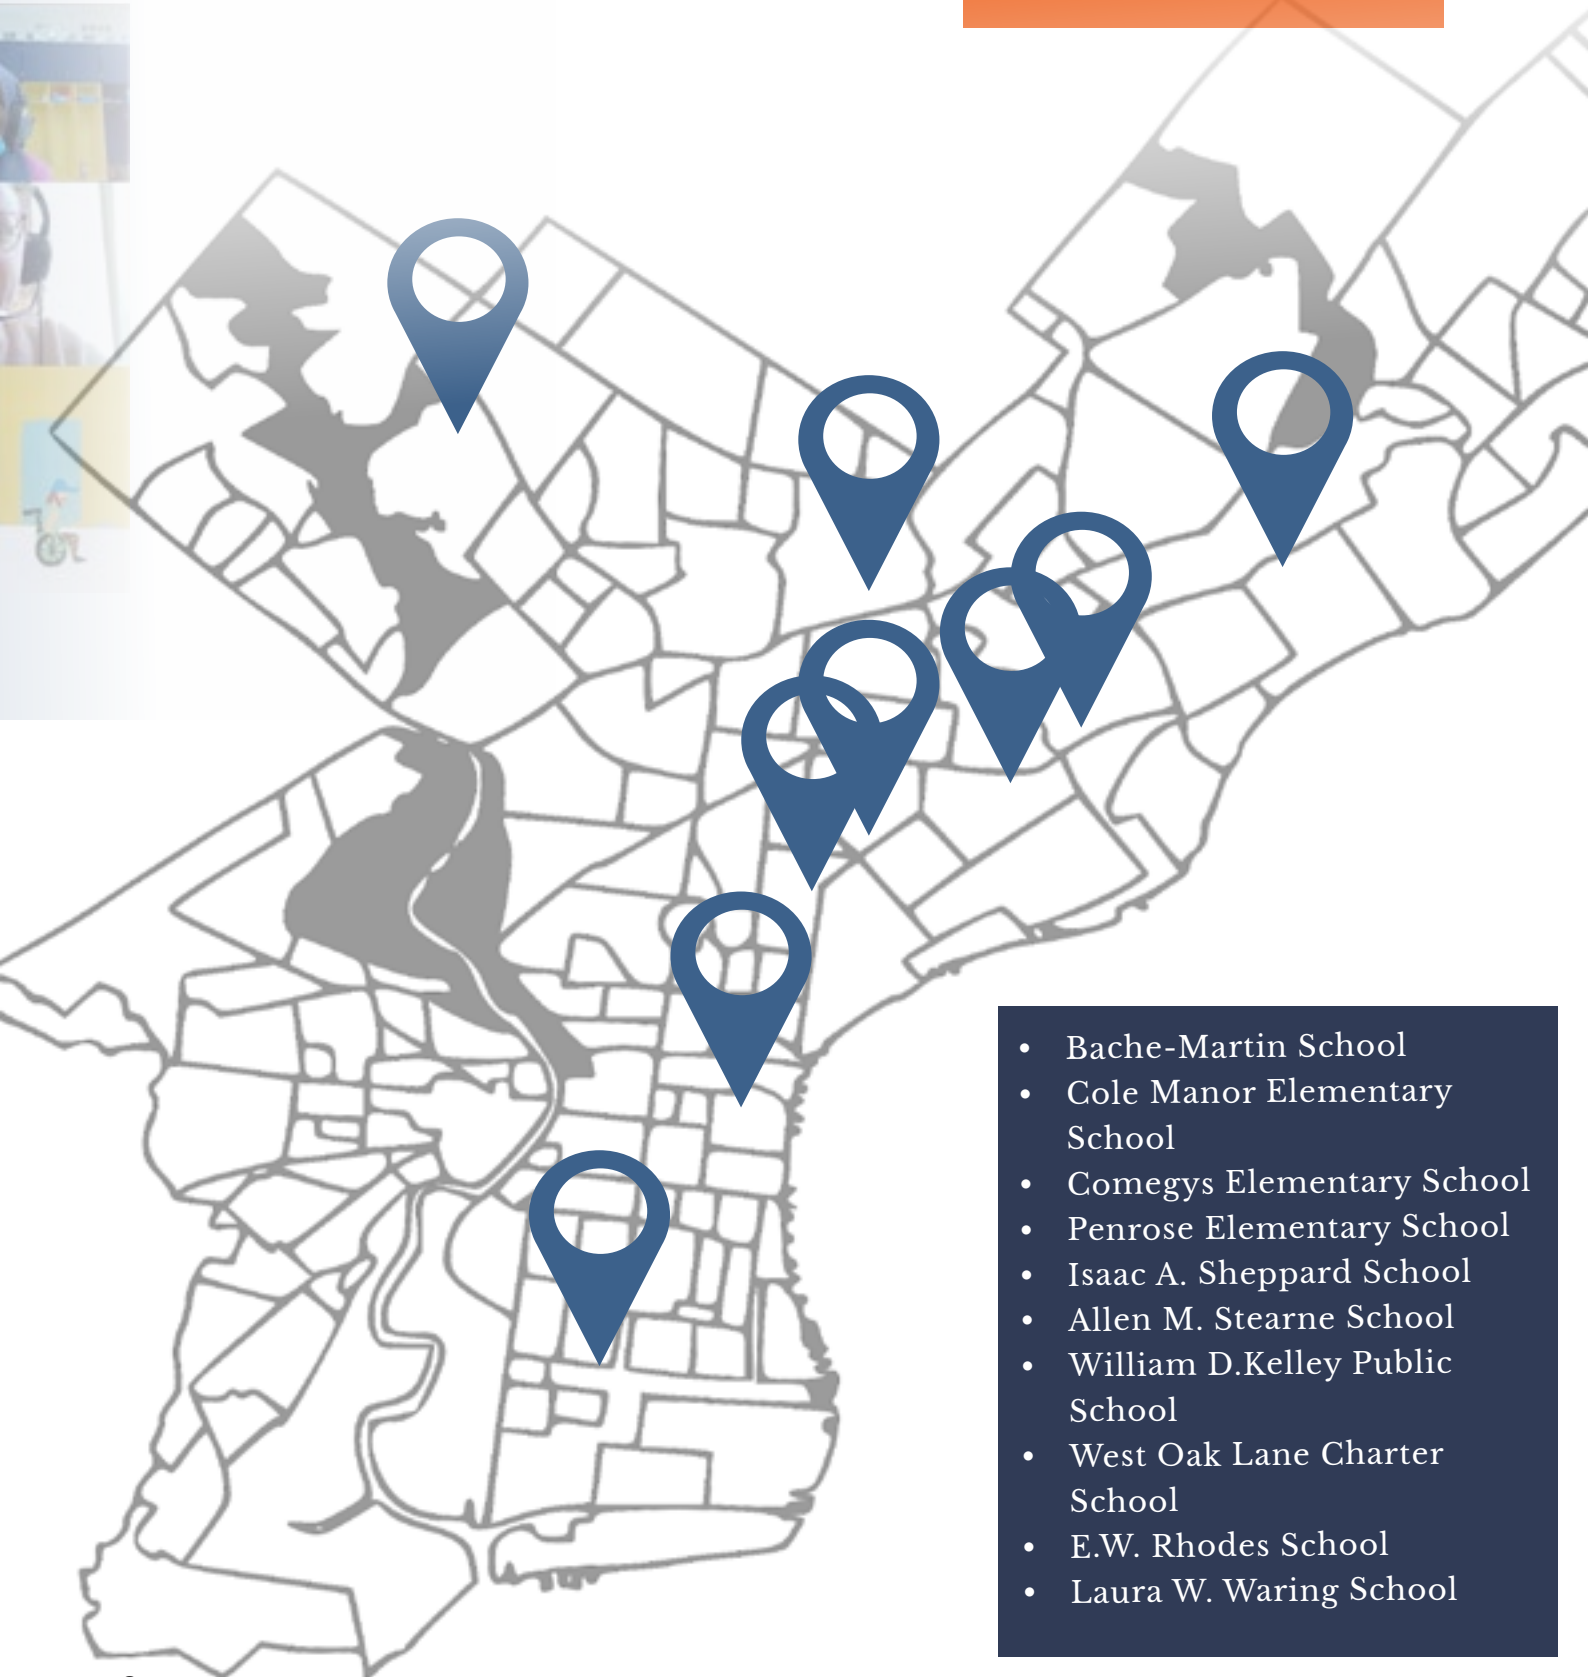 • Bache-Martin School
• Cole Manor Elementary
School
• Comegys Elementary School
• Penrose Elementary School
• Isaac A. Sheppard School
• Allen M. Stearne School
• William D.Kelley Public
School
• West Oak Lane Charter
School
• E.W. Rhodes School
• Laura W. Waring School